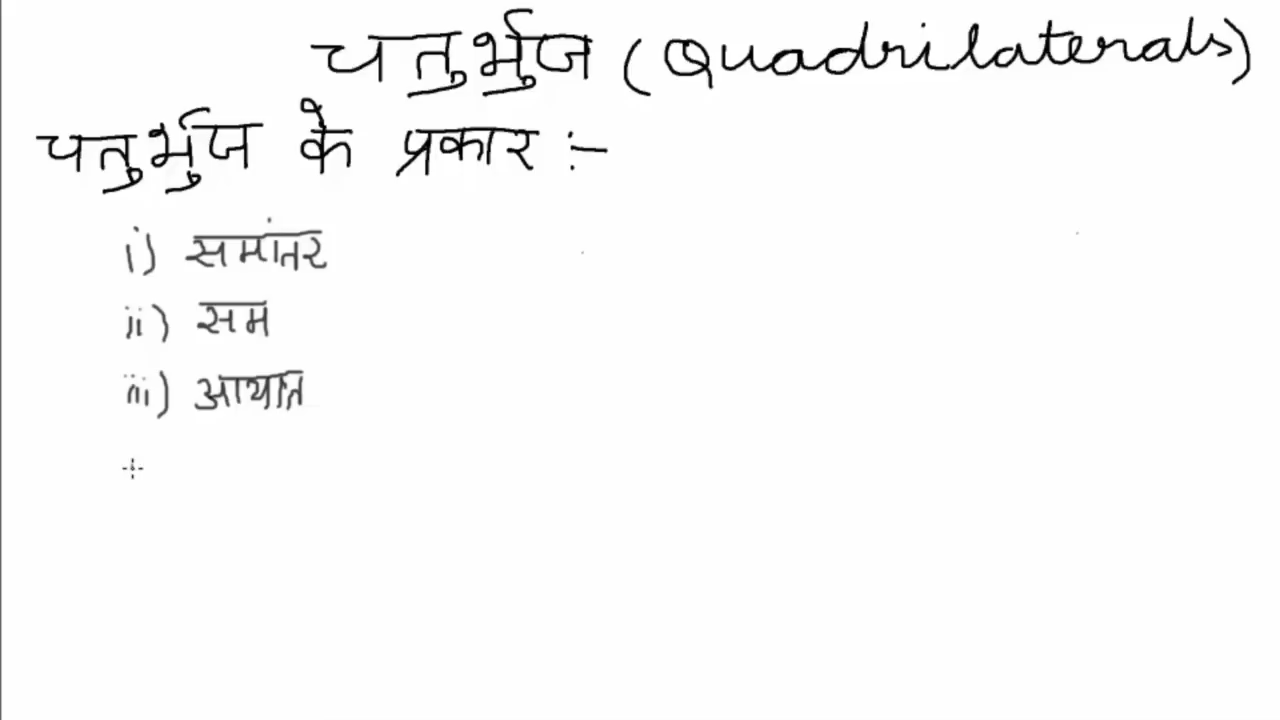 चतुर्भुज (Quadrilaterals)
चतुर्भुज के प्रकार :-
i) समांतर
ii) सम
iii) आयात